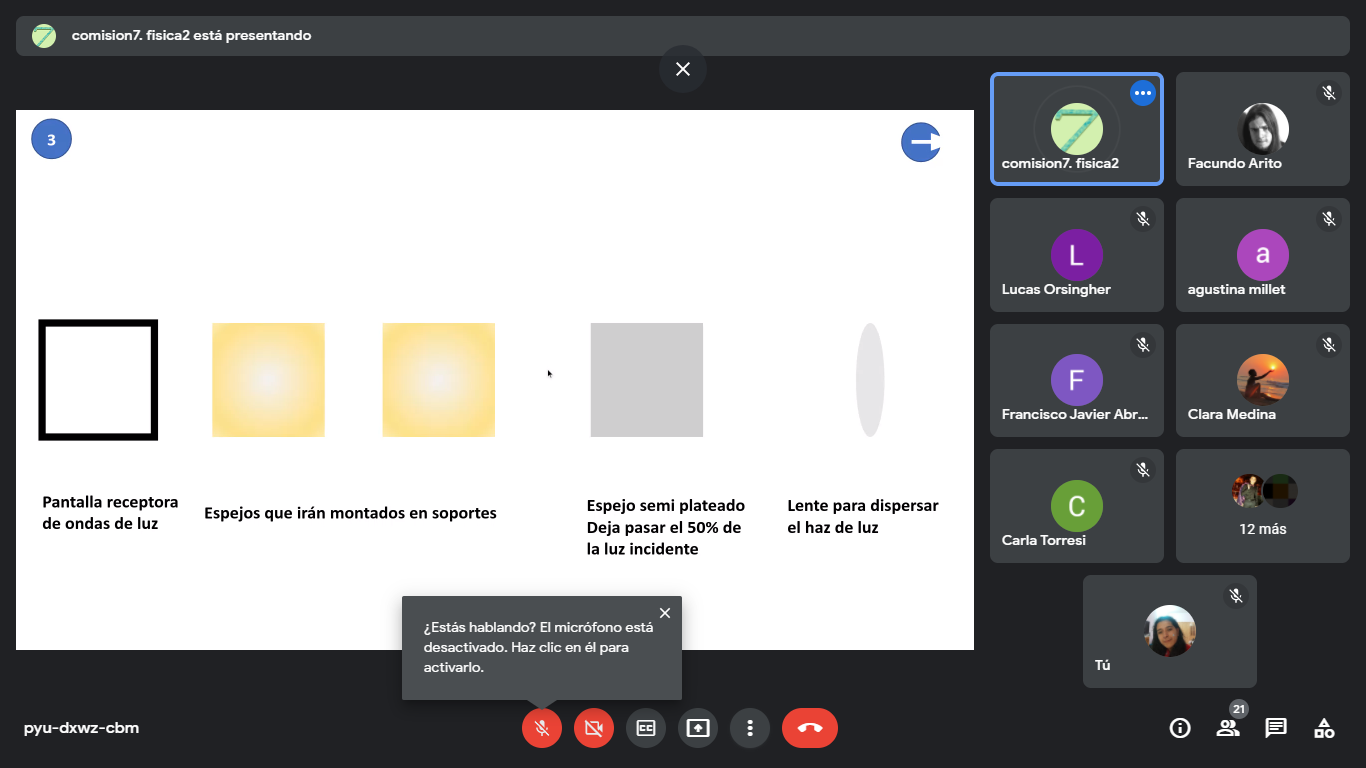 comision7. fisica2 está presentando
3
Pantalla receptora
de ondas de luz
Espejos que irán montados en soportes
Espejo semi plateado
Deja pasar el 50% de
la luz incidente
Lente para dispersar
el haz de luz
¿Estás hablando? El micrófono está
desactivado. Haz clic en él para
activarlo.
comision7. fisica2
Facundo Arito
L
Lucas Orsingher
a
agustina millet
F
Francisco Javier Abr...
Clara Medina
C
Carla Torresi
12 más
Tú
pyu-dxwz-cbm
CC
21